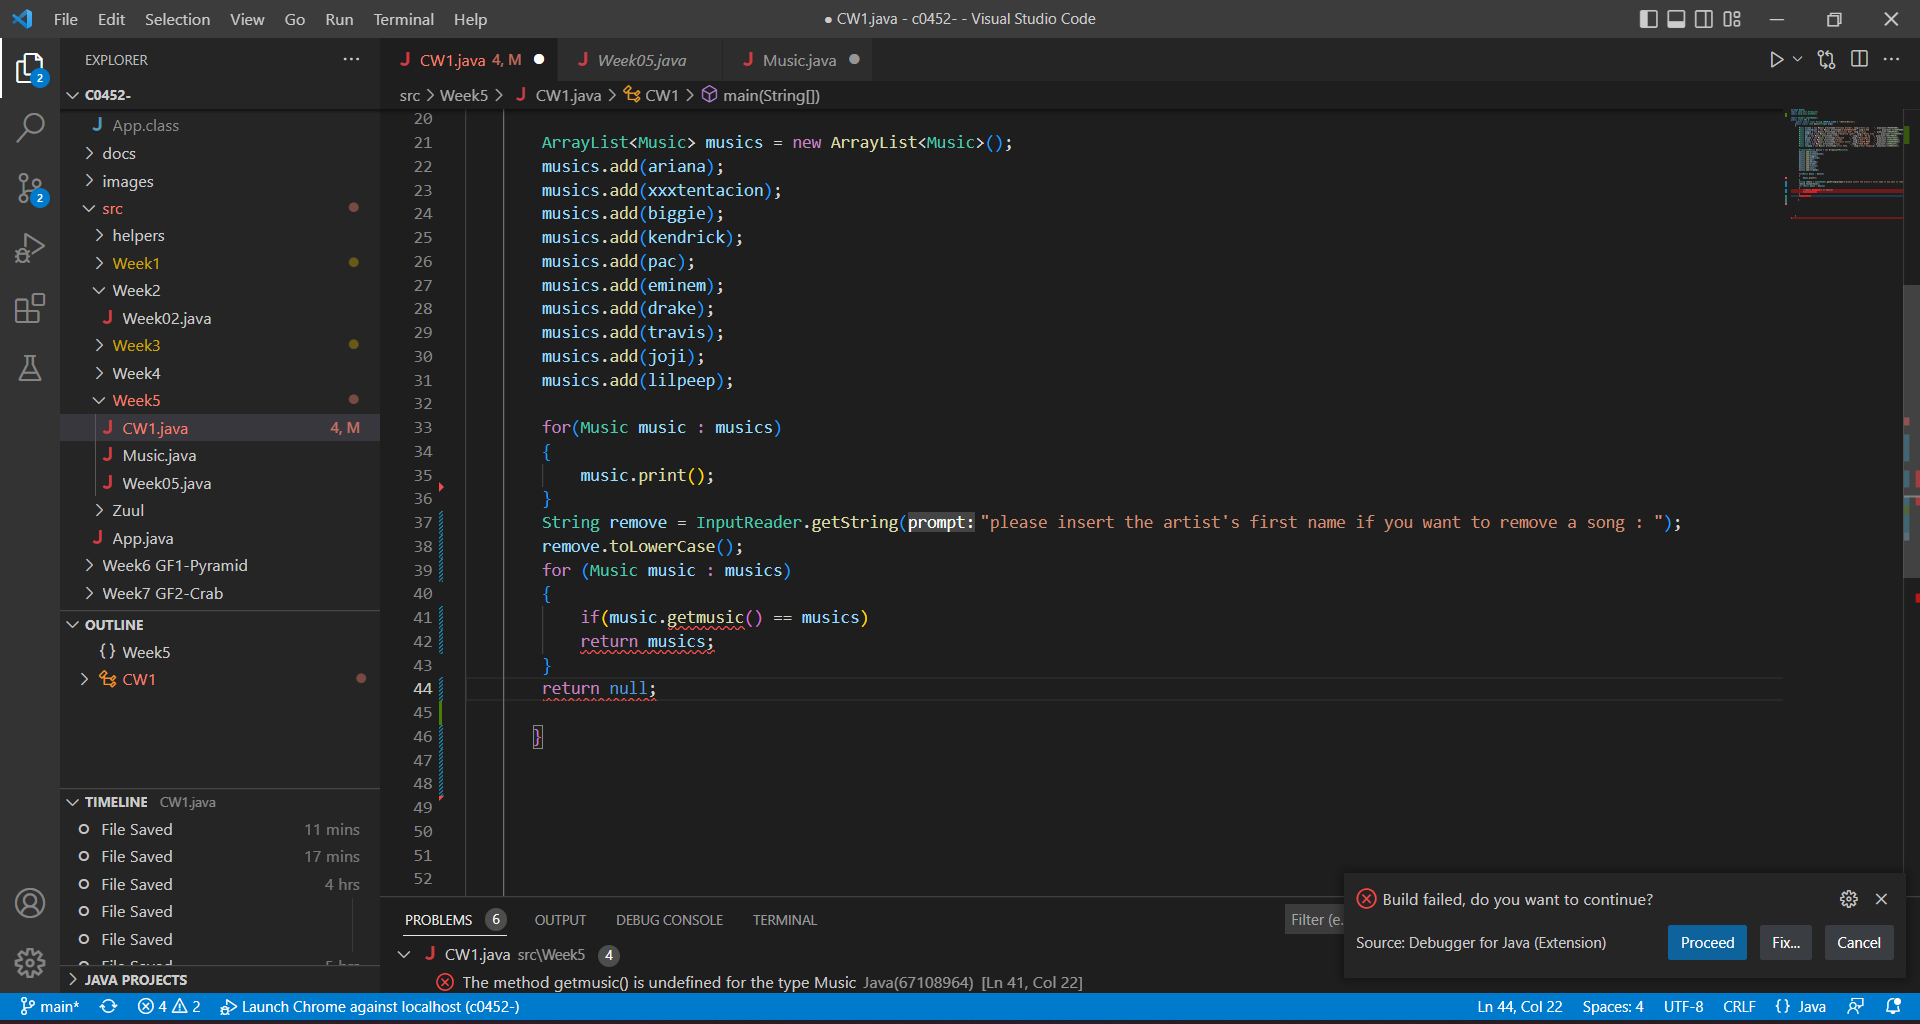 File Edit Selection View Go Run Terminal Help
● CW1.java - c0452- - Visual Studio Code
EXPLORER
C0452-
App.class
docs
images
src
helpers
Week1
Week2
Week02.java
Week3
Week4
Week5
CW1.java 4, M
Music.java
Week05.java
Zuul
App.java
Week6 GF1-Pyramid
Week7 GF2-Crab
OUTLINE
{} Week5
CW1
TIMELINE CW1.java
File Saved 11 mins
File Saved 17 mins
File Saved 4 hrs
File Saved
File Saved
JAVA PROJECTS
2
2
CW1.java 4, M
Week05.java
Music.java
src > Week5 > CW1.java > CW1 > main(String[])
20
21 ArrayList<Music> musics = new ArrayList<Music>();
22 musics.add(ariana);
23 musics.add(xxxtentacion);
24 musics.add(biggie);
25 musics.add(kendrick);
26 musics.add(pac);
27 musics.add(eminem);
28 musics.add(drake);
29 musics.add(travis);
30 musics.add(joji);
31 musics.add(lilpeep);
32
33 for(Music music : musics)
34 {
35 music.print();
36 }
37 String remove = InputReader.getString(prompt: "please insert the artist's first name if you want to remove a song : ");
38 remove.toLowerCase();
39 for (Music music : musics)
40 {
41 if(music.getmusic() == musics)
42 return musics;
43 }
44 return null;
45
46 }
47
48
49
50
51
52
PROBLEMS 6 OUTPUT DEBUG CONSOLE TERMINAL
Filter (e.
CW1.java src\Week5 4
The method getmusic() is undefined for the type Music Java(67108964) [Ln 41, Col 22]
Build failed, do you want to continue?
Source: Debugger for Java (Extension)
Proceed Fix... Cancel
main* 4 2 Launch Chrome against localhost (c0452-)
Ln 44, Col 22 Spaces: 4 UTF-8 CRLF {} Java